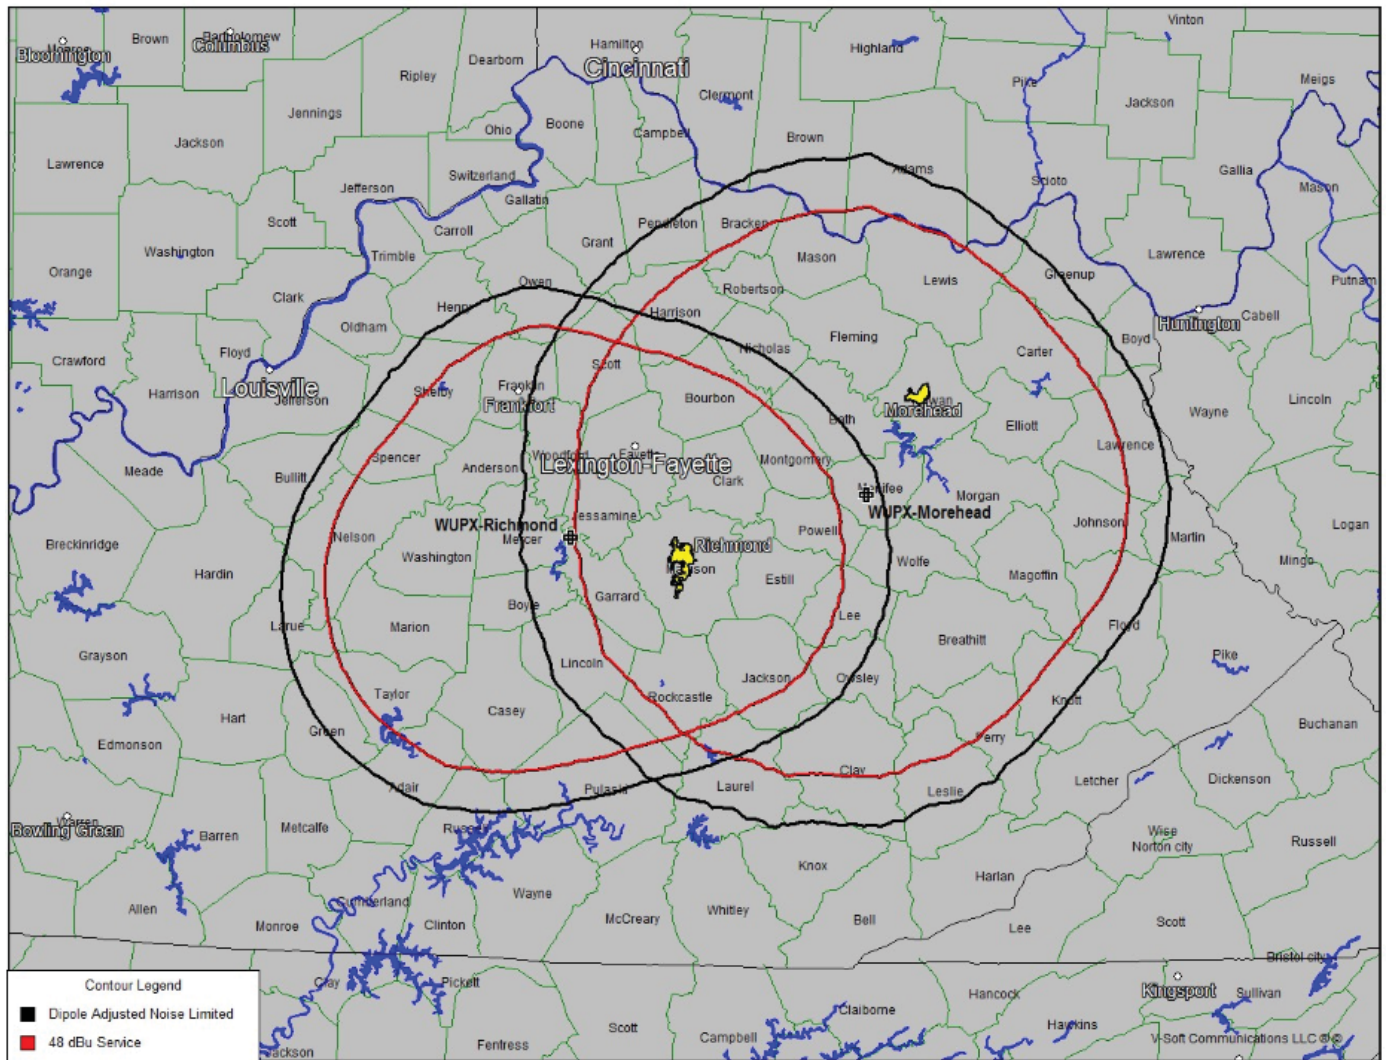 Vinton
Brown
Bartholomew
Columbus
Monroe
Bloomington
Hamilton
Cincinnati
Highland
Dearborn
Ripley
Pike
Meigs
Clermont
Jackson
Jennings
Ohio
Boone
Campbell
Brown
Jackson
Lawrence
Switzerland
Adams
Gallia
Jefferson
Scioto
Mason
Gallatin
Scott
Carroll
Pendleton
Bracken
Grant
Washington
Trimble
Mason
Lawrence
Orange
Owen
Lewis
Greenup
Putnam
Clark
Henry
Robertson
Harrison
Huntington
Cabell
Oldham
Fleming
Boyd
Floyd
Nicholas
Carter
Crawford
Scott
Louisville
Jefferson
Harrison
Shelby
Franklin
Frankfort
Bourbon
Rowan
Morehead
Wayne
Lincoln
Bath
Elliott
Lawrence
Spencer
Anderson
Woodford
Fayette
Lexington-Fayette
Montgomery
Meade
Bullitt
Clark
Menifee
Morgan
WUPX-Richmond
Jessamine
WUPX-Morehead
Johnson
Logan
Breckinridge
Nelson
Mercer
Powell
Martin
Washington
Richmond
Madison
Wolfe
Mingo
Hardin
Estill
Magoffin
Garrard
Boyle
Larue
Marion
Lee
Floyd
Breathitt
Grayson
Lincoln
Pike
Jackson
Owsley
Taylor
Rockcastle
Knott
Hart
Casey
Green
Perry
Buchanan
Edmonson
Clay
Letcher
Dickenson
Adair
Pulaski
Laurel
Leslie
Warren
Bowling Green
Barren
Metcalfe
Russell
Wise
Norton city
Russell
Knox
Harlan
Wayne
Allen
Cumberland
Monroe
Clinton
McCreary
Whitley
Bell
Lee
Scott
Bristol city
Clay
Pickett
Kingsport
Sullivan
Hancock
Claiborne
Scott
Campbell
Hawkins
Jackson
Fentress
V-Soft Communications LLC ® ©
Contour Legend
Dipole Adjusted Noise Limited
48 dBu Service